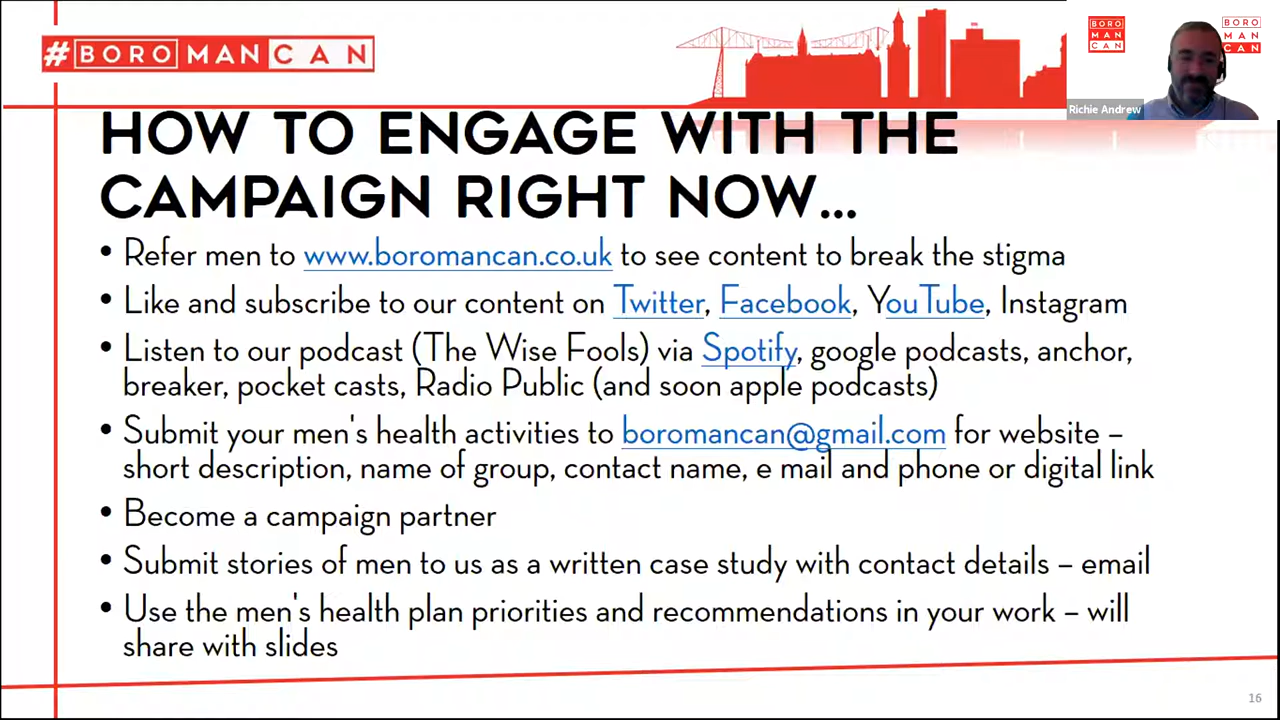 #BOROMANCAN
BORO
MAN
CAN
BORO
MAN
CAN
Richie Andrew
HOW TO ENGAGE WITH THE
CAMPAIGN RIGHT NOW...
• Refer men to www.boromancan.co.uk to see content to break the stigma
• Like and subscribe to our content on Twitter, Facebook, YouTube, Instagram
• Listen to our podcast (The Wise Fools) via Spotify, google podcasts, anchor,
breaker, pocket casts, Radio Public (and soon apple podcasts)
• Submit your men's health activities to boromancan@gmail.com for website –
short description, name of group, contact name, e mail and phone or digital link
• Become a campaign partner
• Submit stories of men to us as a written case study with contact details – email
• Use the men's health plan priorities and recommendations in your work – will
share with slides
16